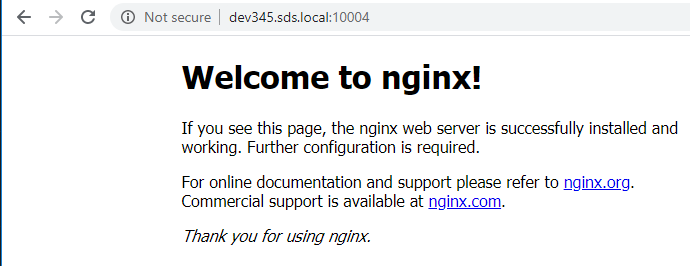 Not secure | dev345.sds.local:10004
Welcome to nginx!
If you see this page, the nginx web server is successfully installed and
working. Further configuration is required.
For online documentation and support please refer to nginx.org.
Commercial support is available at nginx.com.
Thank you for using nginx.